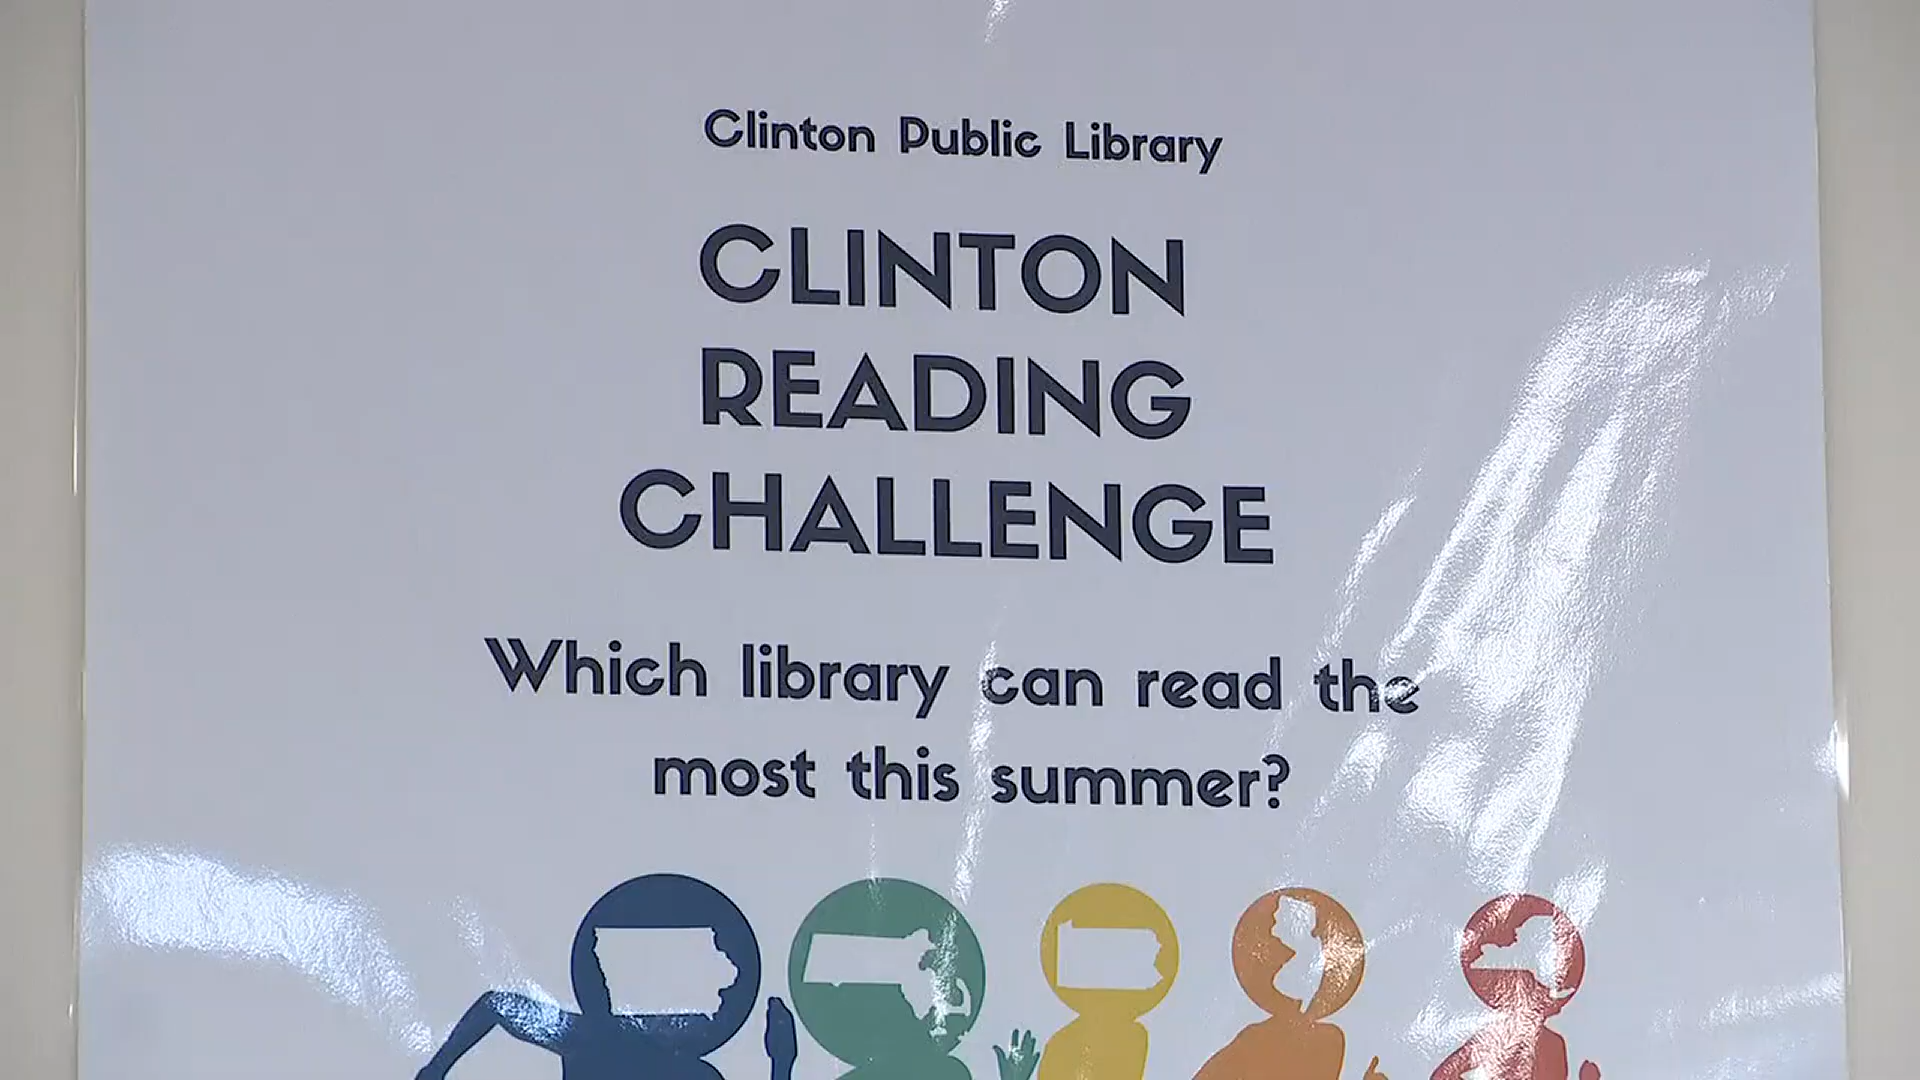 Clinton Public Library
CLINTON
READING
CHALLENGE
Which library can read the
most this summer?